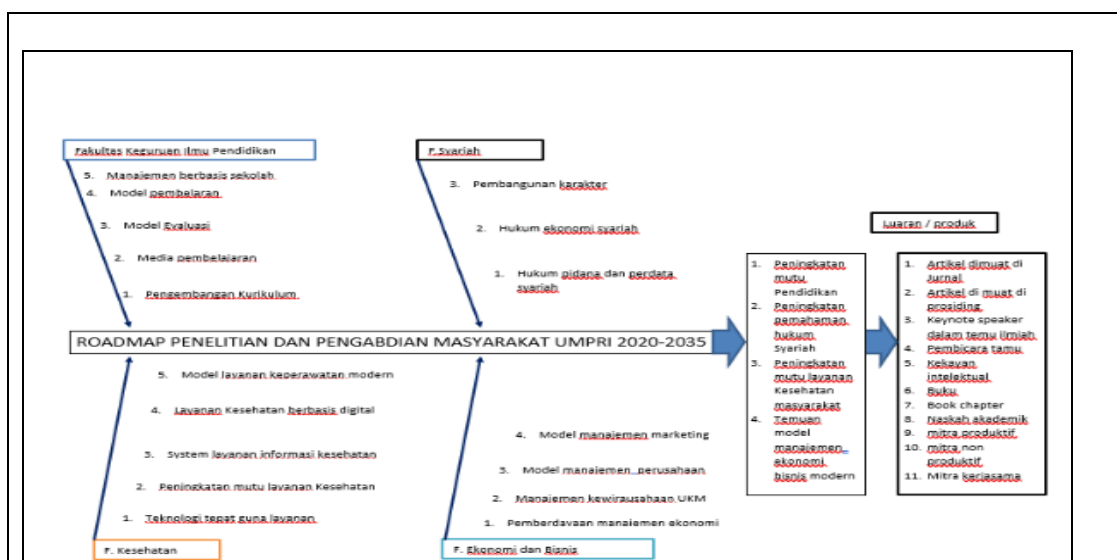 Fakultas Keguruan Ilmu Pendidikan
5. Manajemen berbasis sekolah
4. Model pembelaran
3. Model Evaluasi
2. Media pembelajaran
1. Pengembangan Kurikulum
F.Syariah
3. Pembangunan karakter
2. Hukum ekonomi syariah
1. Hukum pidana dan perdata
syariah
ROADMAP PENELITIAN DAN PENGABDIAN MASYARAKAT UMPRI 2020-2035
5. Model layanan keperawatan modern
4. Layanan Kesehatan berbasis digital
3. System layanan informasi kesehatan
2. Peningkatan mutu layanan Kesehatan
1. Teknologi tepat guna layanan
F. Kesehatan
4. Model manajemen marketing
3. Model manajemen perusahaan
2. Manajemen kewirausahaan UKM
1. Pemberdayaan manajemen ekonomi
F. Ekonomi dan Bisnis
1. Peningkatan
mutu
Pendidikan
2. Peningkatan
pemahaman
hukum
Syariah
3. Peningkatan
mutu layanan
Kesehatan
masyarakat
4. Temuan
model
manajemen
ekonomi
bisnis modern
Luaran / produk
1. Artikel dimuat di
Jurnal
2. Artikel di muat di
prosiding
3. Keynote speaker
dalam temu ilmiah
4. Pembicara tamu
5. Kekayan
intelektual
6. Buku
7. Book chapter
8. Naskah akademik
9. mitra produktif
10. mitra non
produktif
11. Mitra kerjasama